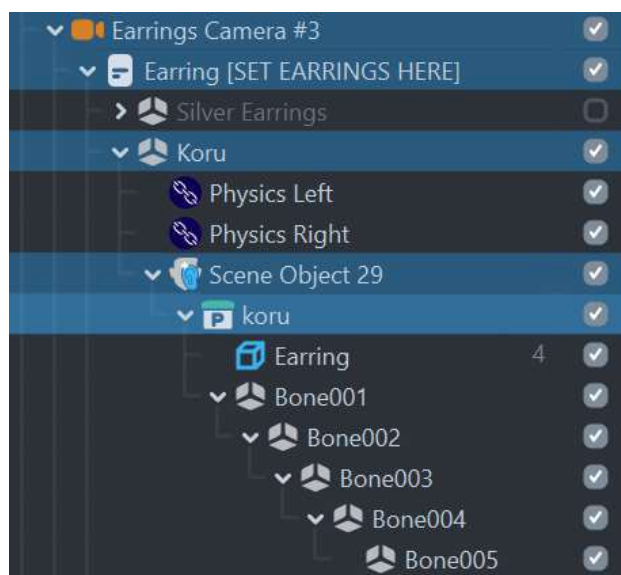 Earrings Camera #3
Earring [SET EARRINGS HERE]
Silver Earrings
Koru
Physics Left
Physics Right
Scene Object 29
P koru
Earring 4
Bone001
Bone002
Bone003
Bone004
Bone005